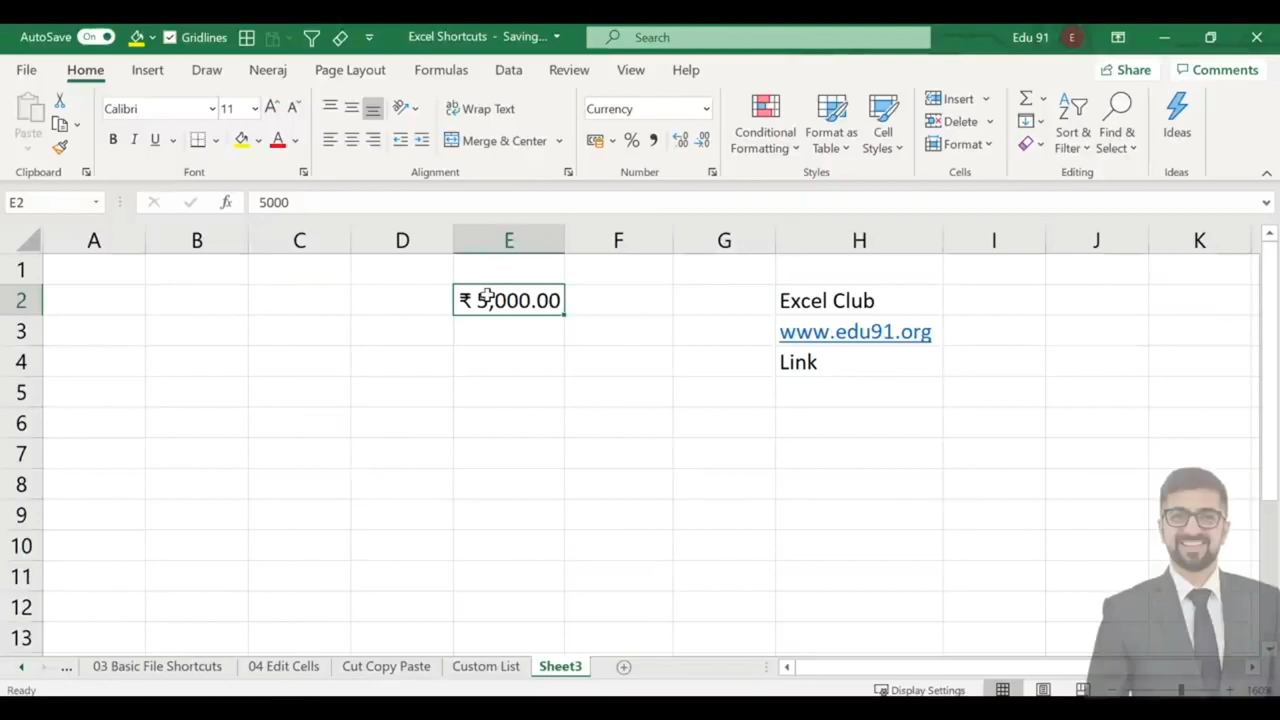 AutoSave On Gridlines Excel Shortcuts - Saving... Search Edu 91 E
File Home Insert Draw Neeraj Page Layout Formulas Data Review View Help Share Comments
Paste Calibri 11 A A Wrap Text Currency Conditional Formatting Format as Table Cell Styles Insert Sort & Filter Find & Select Ideas
B I U A Merge & Center % Delete
Format
Clipboard Font Alignment Number Styles Cells Editing Ideas
E2 fx 5000
A B C D E F G H I J K
1
2 ₹ 5,000.00 Excel Club
3 www.edu91.org
4 Link
5
6
7
8
9
10
11
12
13
... 03 Basic File Shortcuts 04 Edit Cells Cut Copy Paste Custom List Sheet3
Ready Display Settings 160%